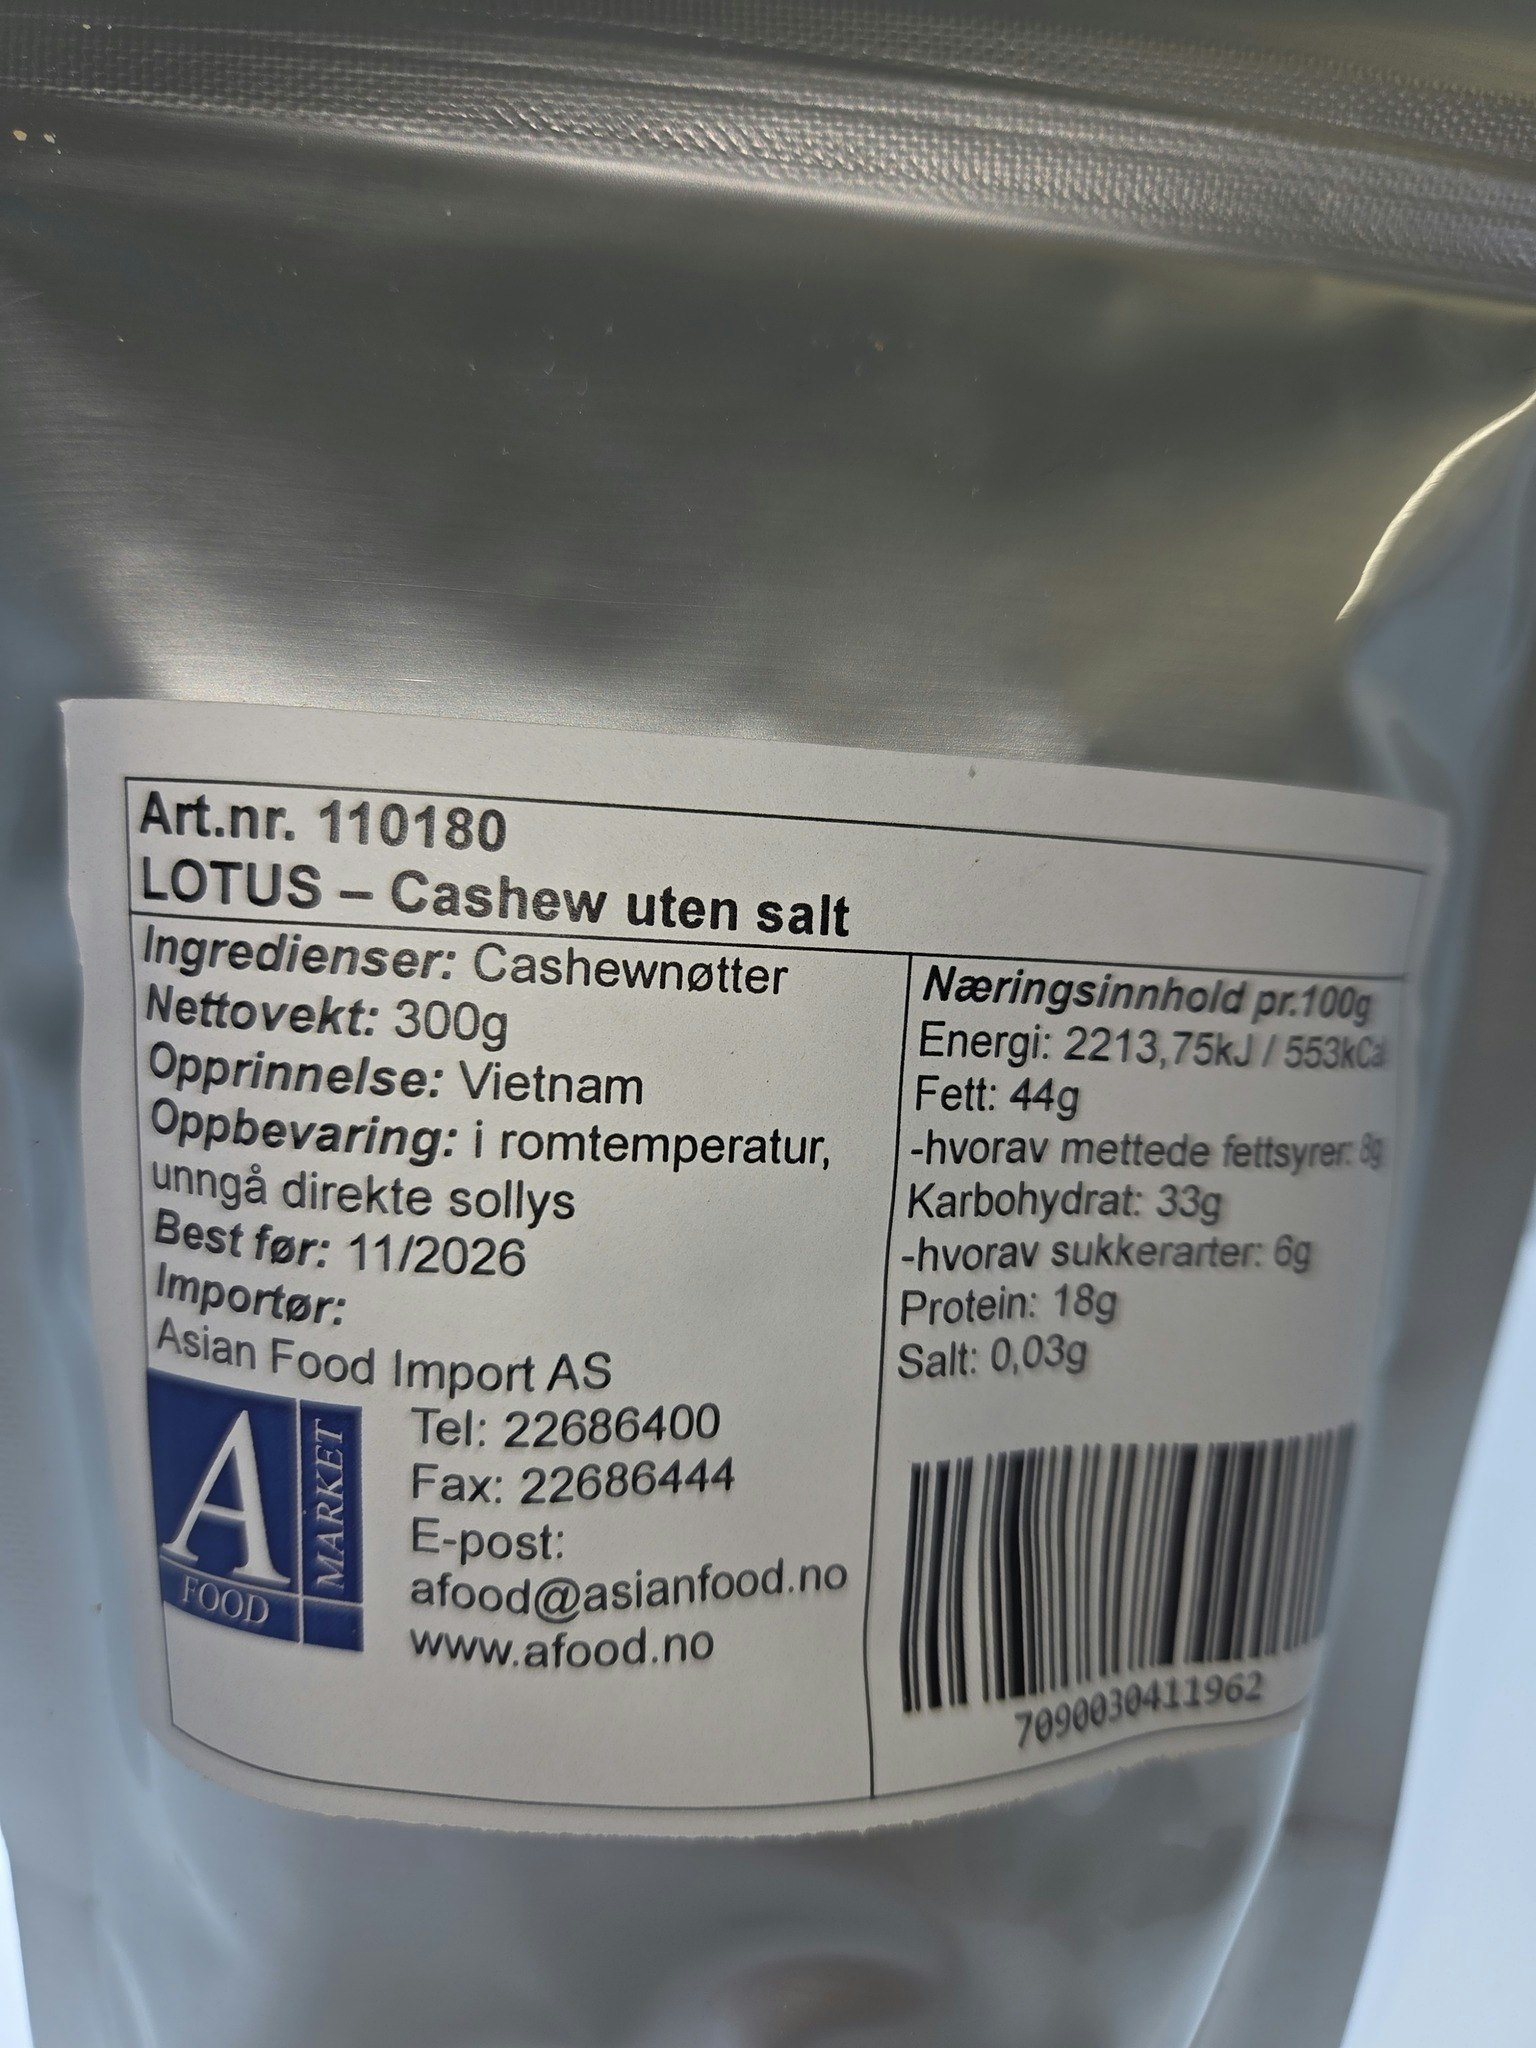 Art.nr. 110180
LOTUS – Cashew uten salt
Ingredienser: Cashewnøtter
Nettovekt: 300g
Opprinnelse: Vietnam
Oppbevaring: i romtemperatur,
unngå direkte sollys
Best før: 11/2026
Importør:
Asian Food Import AS
A
FOOD
MARKET
Tel: 22686400
Fax: 22686444
E-post:
afood@asianfood.no
www.afood.no
Næringsinnhold pr.100g
Energi: 2213,75kJ / 553kCal
Fett: 44g
-hvorav mettede fettsyrer: 8g
Karbohydrat: 33g
-hvorav sukkerarter: 6g
Protein: 18g
Salt: 0,03g
7090030411962